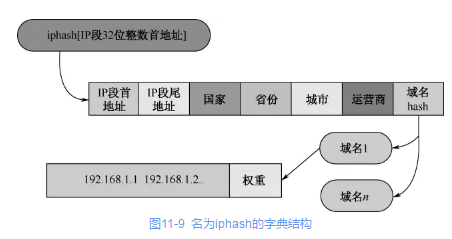 iphash[IP段32位整数首地址]
IP段首
地址
IP段尾
地址
国家
省份
城市
运营商
域名
hash
域名1
192.168.1.1 192.168.1.2..
权重
域名n
图11-9 名为iphash的字典结构